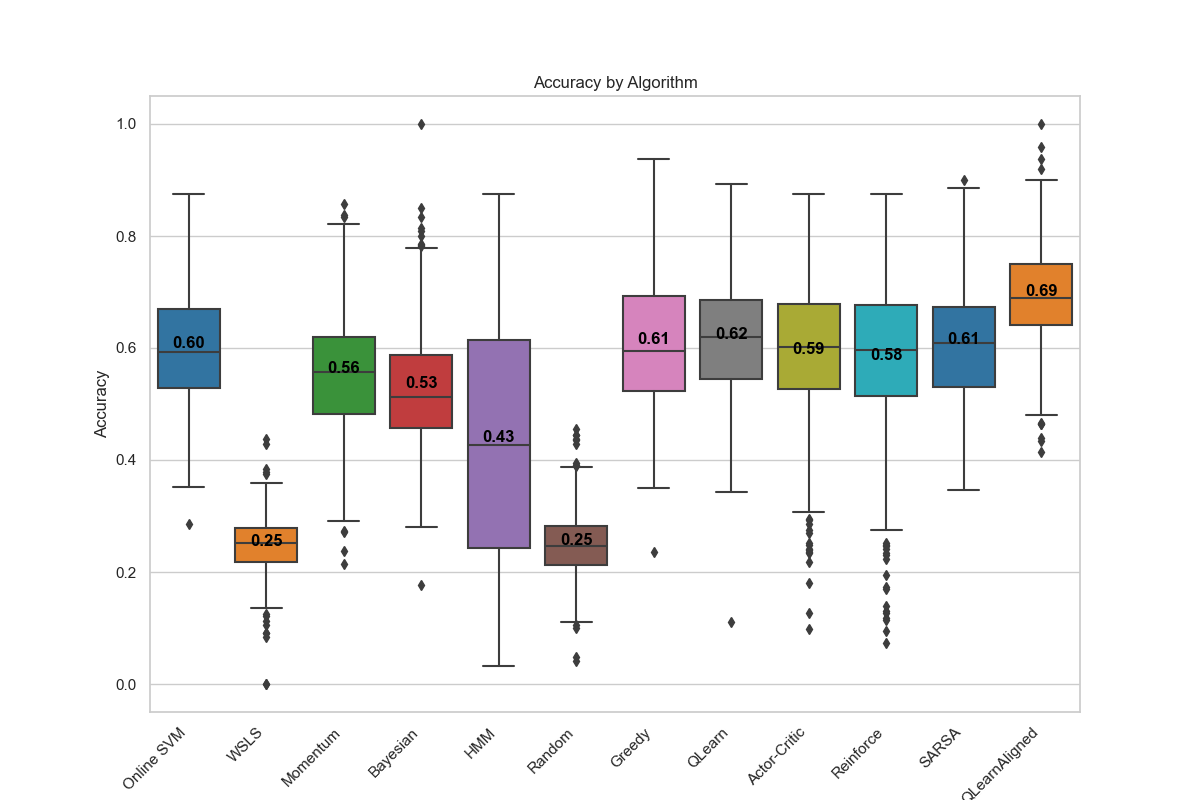 Accuracy by Algorithm
Accuracy
1.0
0.8
0.6
0.4
0.2
0.0
0.60
0.25
0.56
0.53
0.43
0.25
0.61
0.62
0.59
0.58
0.61
0.69
Online SVM
WSLS
Momentum
Bayesian
HMM
Random
Greedy
QLearn
Actor-Critic
Reinforce
SARSA
QLearnAligned